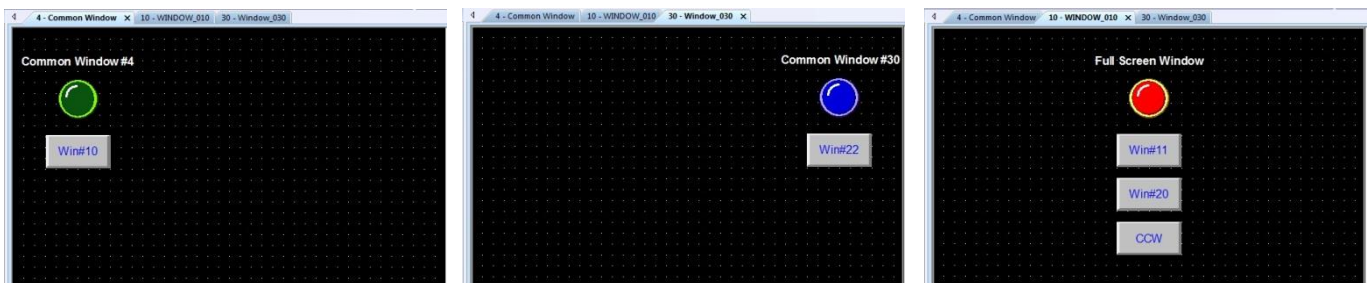 4 - Common Window X 10 - WINDOW_010 30 - Window_030
Common Window #4
Win#10
4 - Common Window 10 - WINDOW_010 30 - Window_030 X
Common Window #30
Win#22
4 - Common Window 10 - WINDOW_010 X 30 - Window_030
Full Screen Window
Win#11
Win#20
CCW